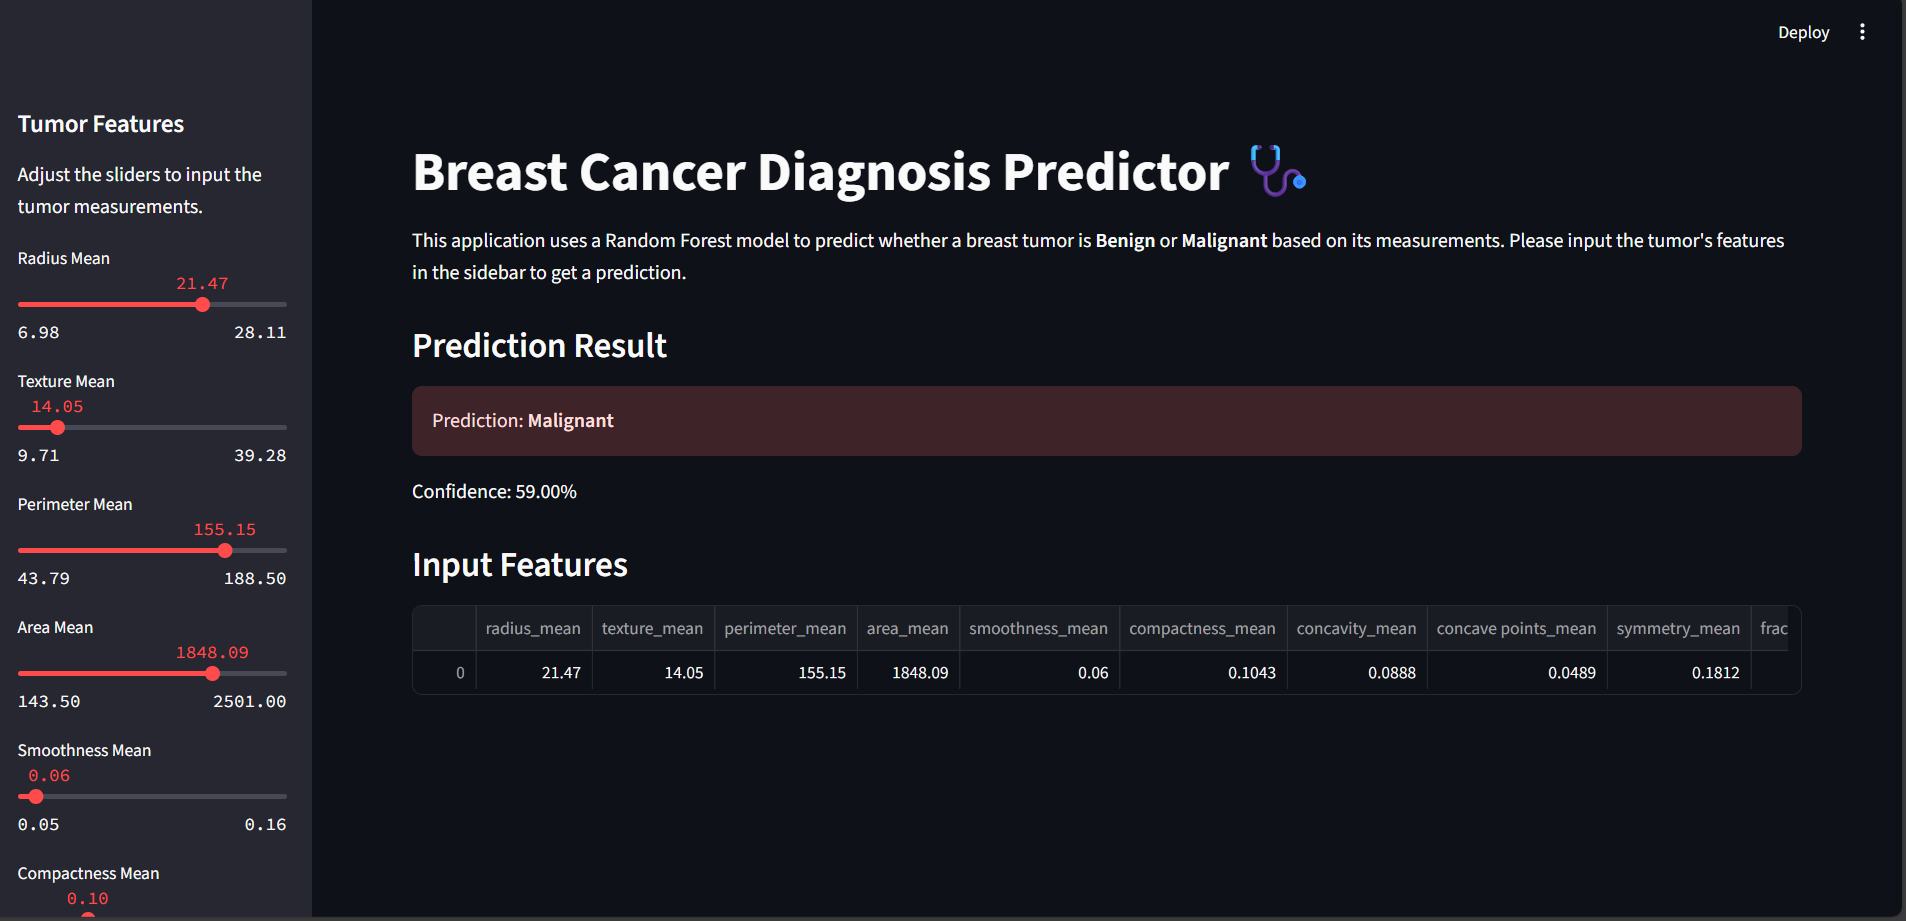 Deploy
Tumor Features
Adjust the sliders to input the
tumor measurements.
Radius Mean
21.47
6.98 28.11
Texture Mean
14.05
9.71 39.28
Perimeter Mean
155.15
43.79 188.50
Area Mean
1848.09
143.50 2501.00
Smoothness Mean
0.06
0.05 0.16
Compactness Mean
0.10
Breast Cancer Diagnosis Predictor
This application uses a Random Forest model to predict whether a breast tumor is Benign or Malignant based on its measurements. Please input the tumor's features
in the sidebar to get a prediction.
Prediction Result
Prediction: Malignant
Confidence: 59.00%
Input Features
radius_mean texture_mean perimeter_mean area_mean smoothness_mean compactness_mean concavity_mean concave points_mean symmetry_mean frac
0 21.47 14.05 155.15 1848.09 0.06 0.1043 0.0888 0.0489 0.1812